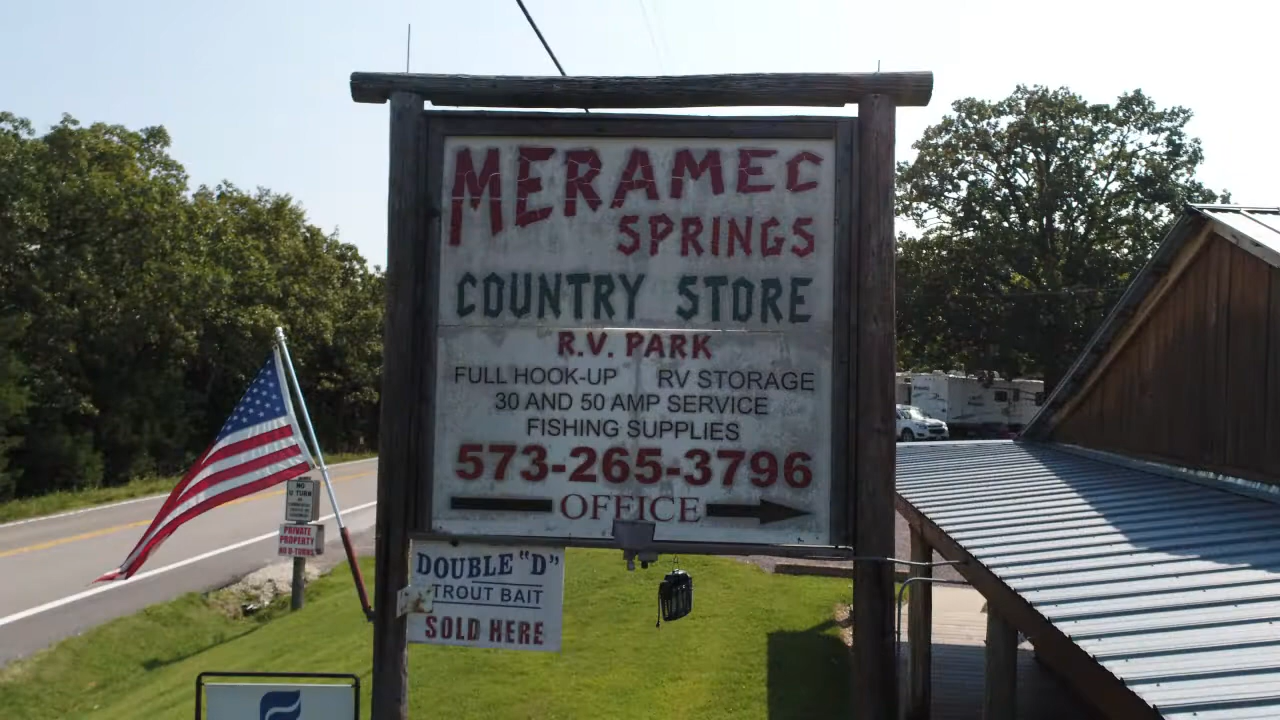 MERAMEC
SPRINGS
COUNTRY STORE
R.V. PARK
FULL HOOK-UP RV STORAGE
30 AND 50 AMP SERVICE
FISHING SUPPLIES
573-265-3796
OFFICE
DOUBLE "D"
TROUT BAIT
SOLD HERE
NO
U TURN
PRIVATE
PROPERTY
NO U-TURNS